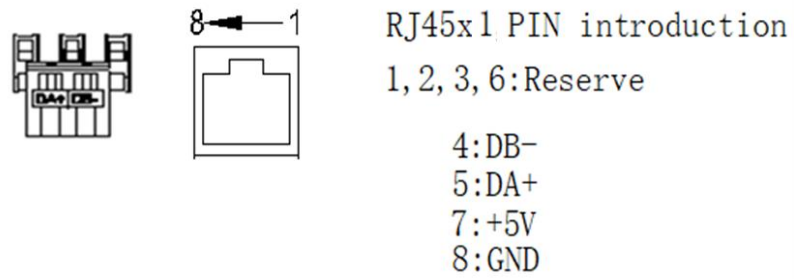 8 1
RJ45x1 PIN introduction
1,2,3,6:Reserve
DA+ DB-
4:DB-
5:DA+
7:+5V
8:GND